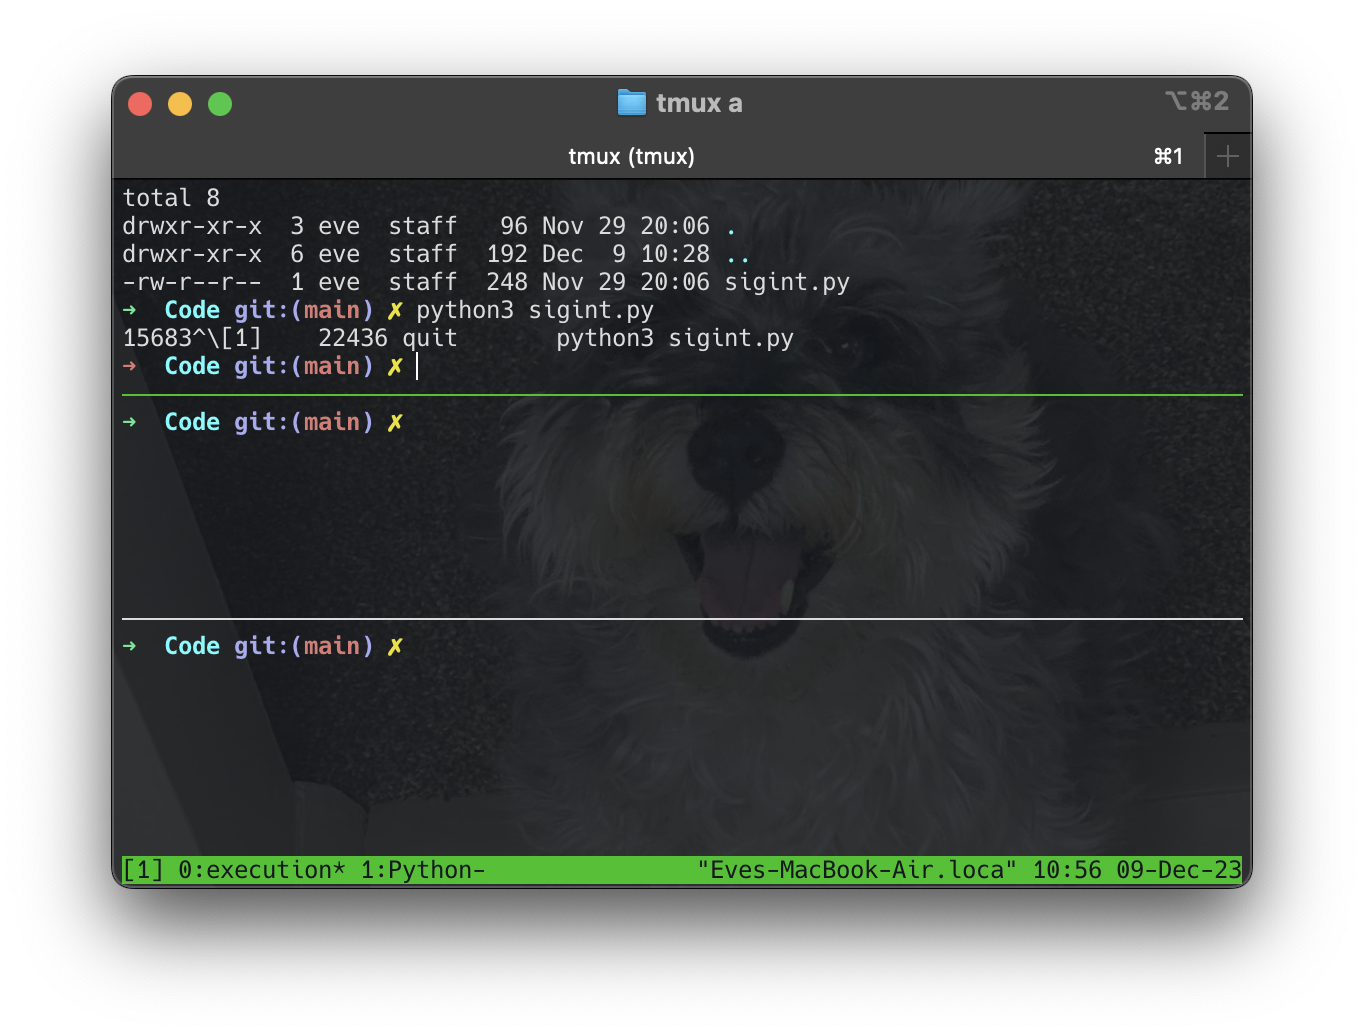 tmux a
⌥⌘2
tmux (tmux)
⌘1
total 8
drwxr-xr-x  3 eve  staff   96 Nov 29 20:06 .
drwxr-xr-x  6 eve  staff  192 Dec  9 10:28 ..
-rw-r--r--  1 eve  staff  248 Nov 29 20:06 sigint.py
➜  Code git:(main) ✗ python3 sigint.py
15683^\[1]    22436 quit       python3 sigint.py
➜  Code git:(main) ✗
➜  Code git:(main) ✗
➜  Code git:(main) ✗
[1] 0:execution* 1:Python-               "Eves-MacBook-Air.loca" 10:56 09-Dec-23